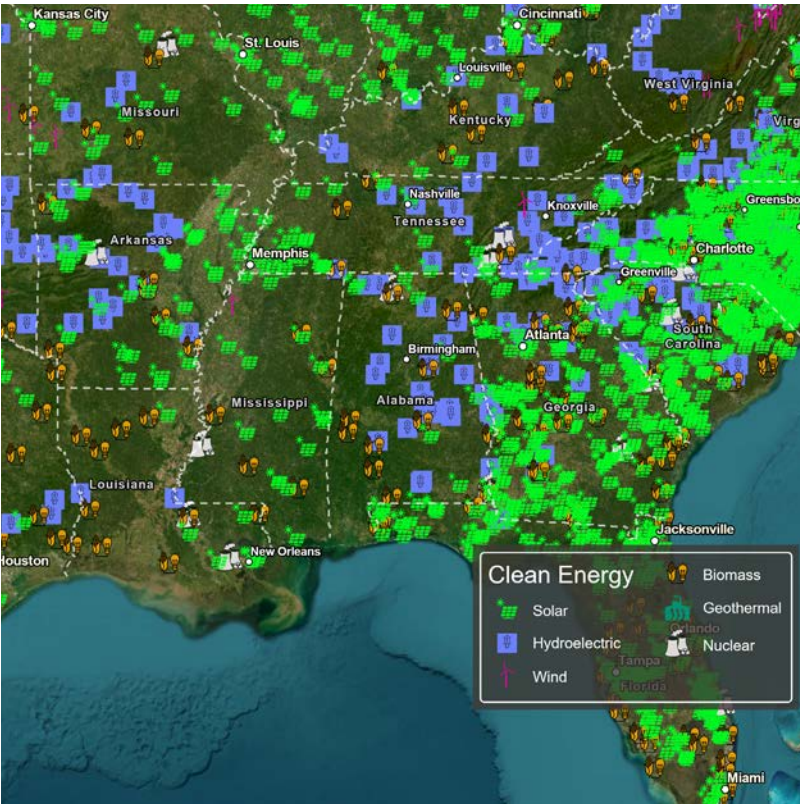 Kansas City
Cincinnati
St. Louis
Louisville
West Virginia
Missouri
Kentucky
Virg
Nashville
Tennessee
Knoxville
Greensbo
Arkansas
Memphis
Charlotte
Greenville
Atlanta
South
Carolina
Birmingham
Mississippi
Alabama
Georgia
Louisiana
Jacksonville
New Orleans
Houston
Clean Energy
Biomass
Solar
Geothermal
Orlando
Hydroelectric
Nuclear
Tampa
Wind
Florida
Miami